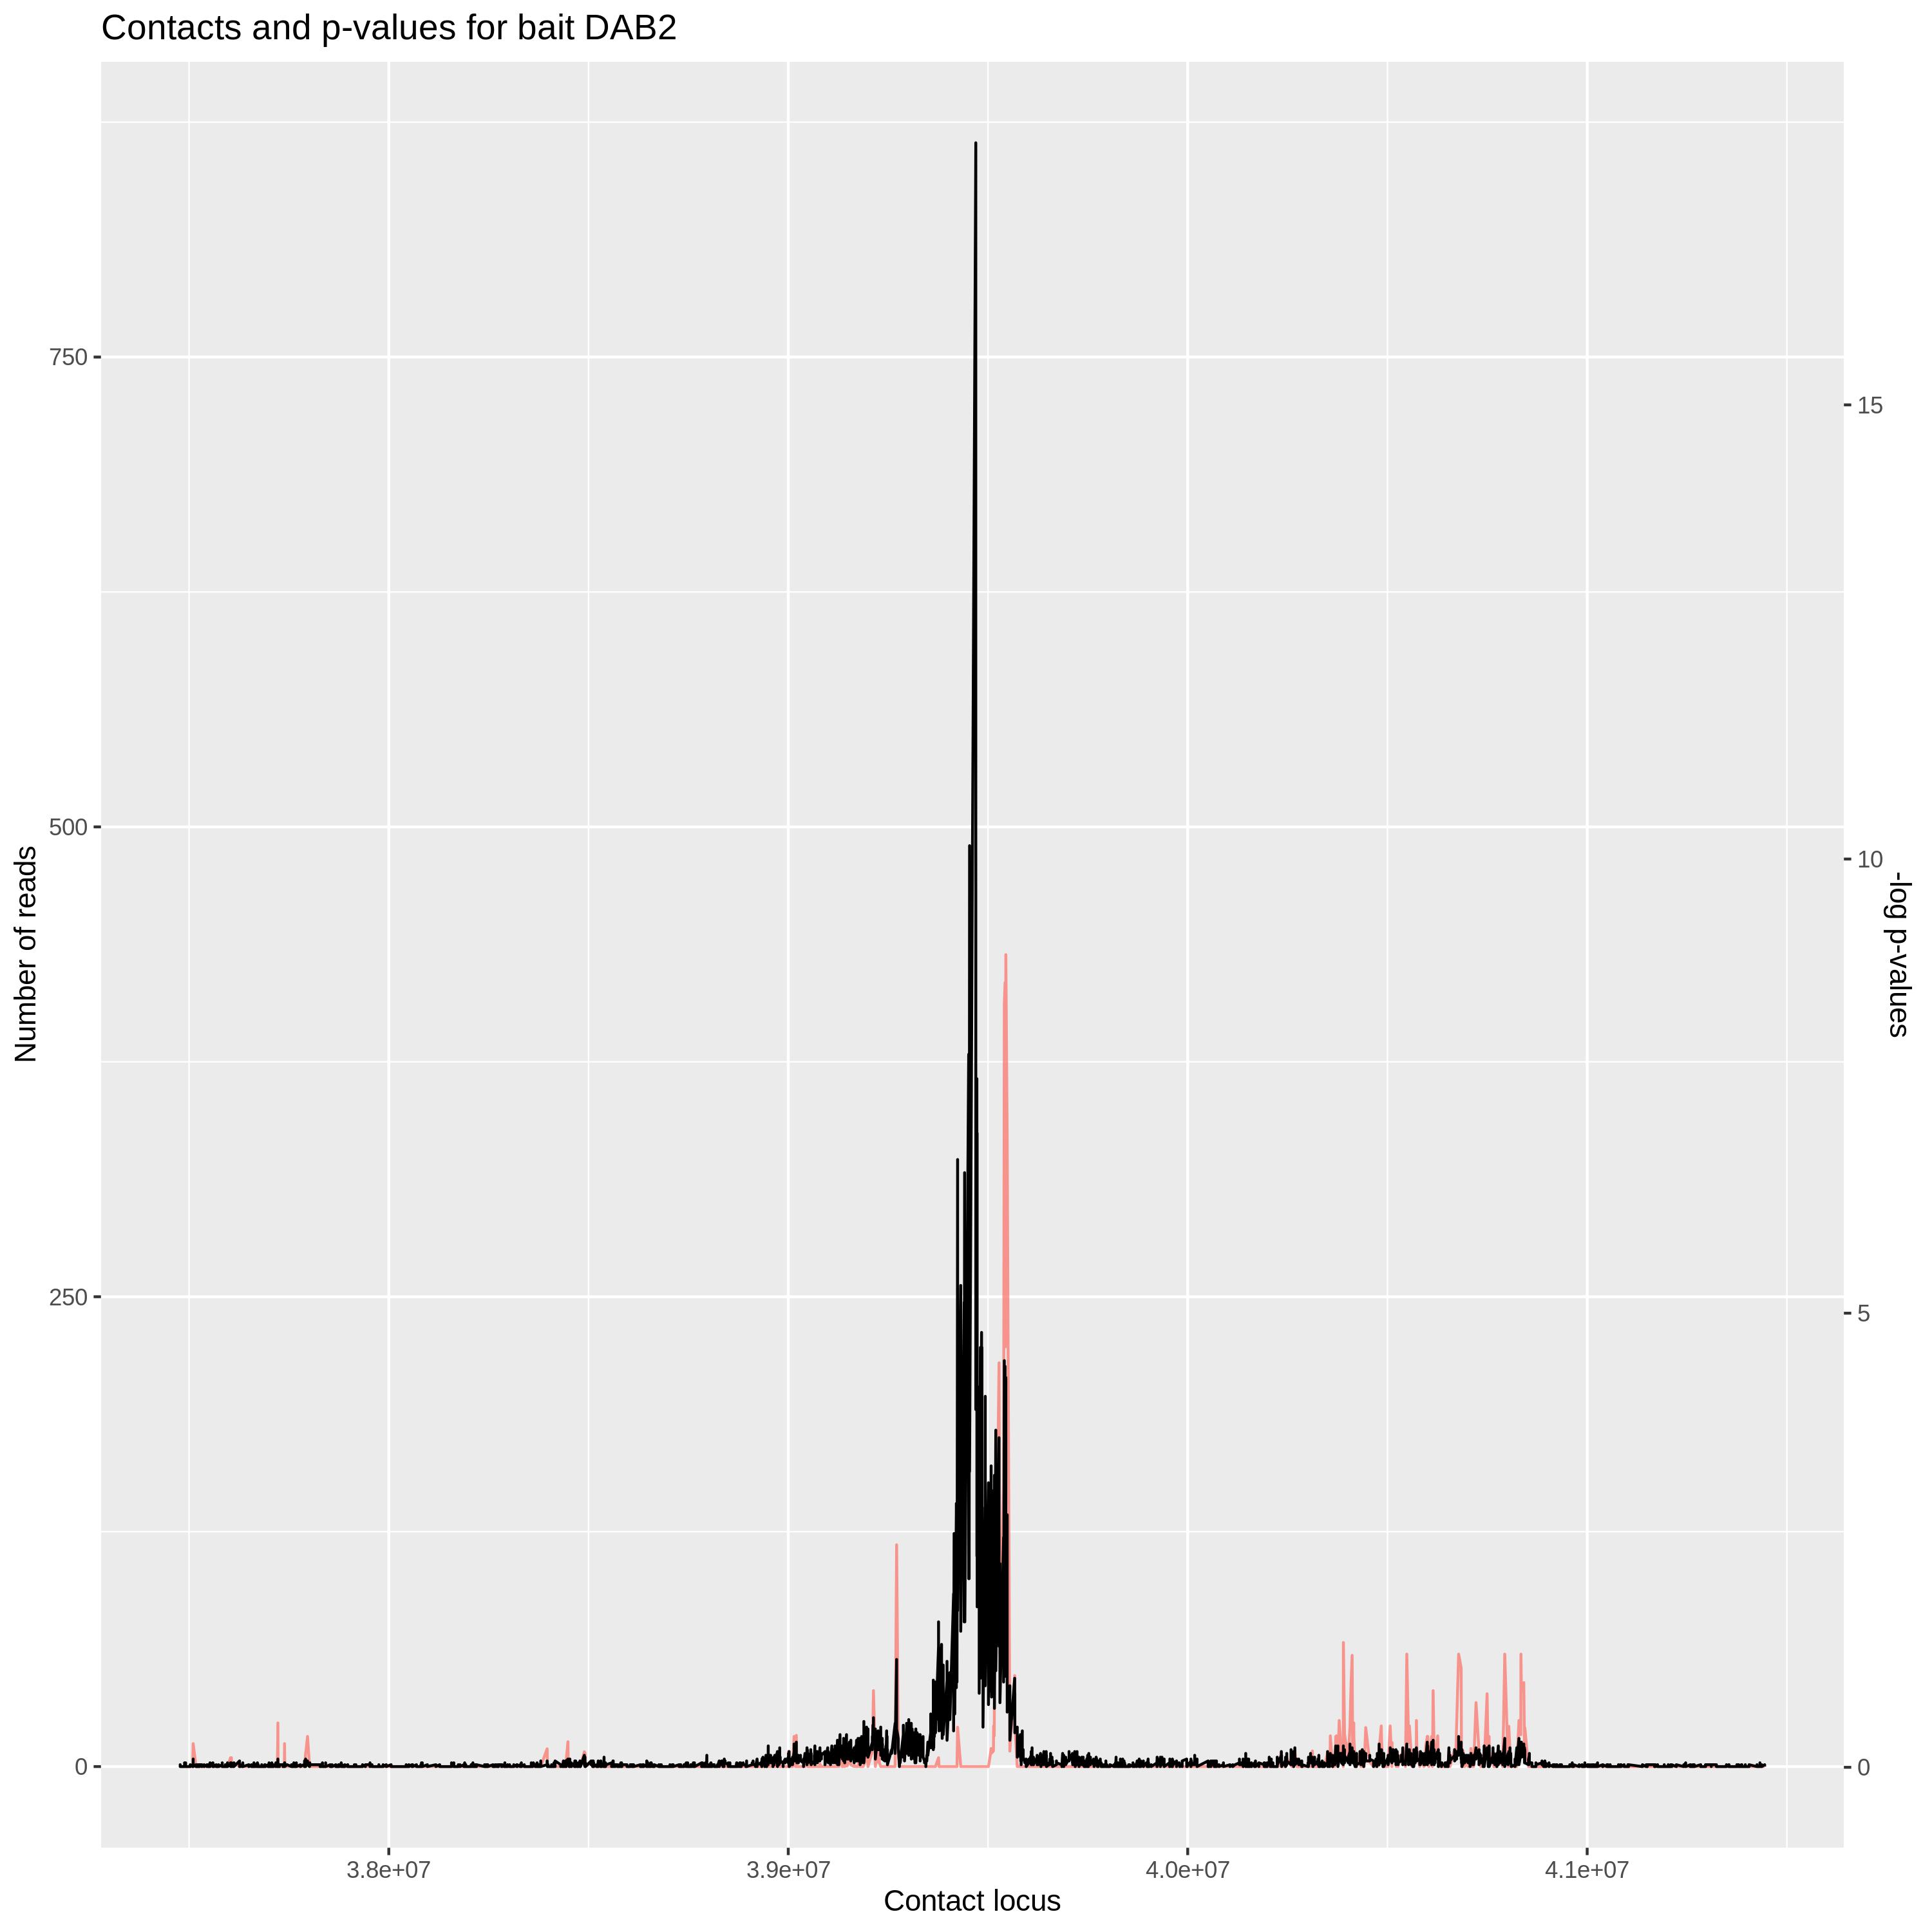 Contacts and p-values for bait DAB2
Number of reads
750
500
250
0
15
10
5
0
-log p-values
3.8e+07
3.9e+07
4.0e+07
4.1e+07
Contact locus